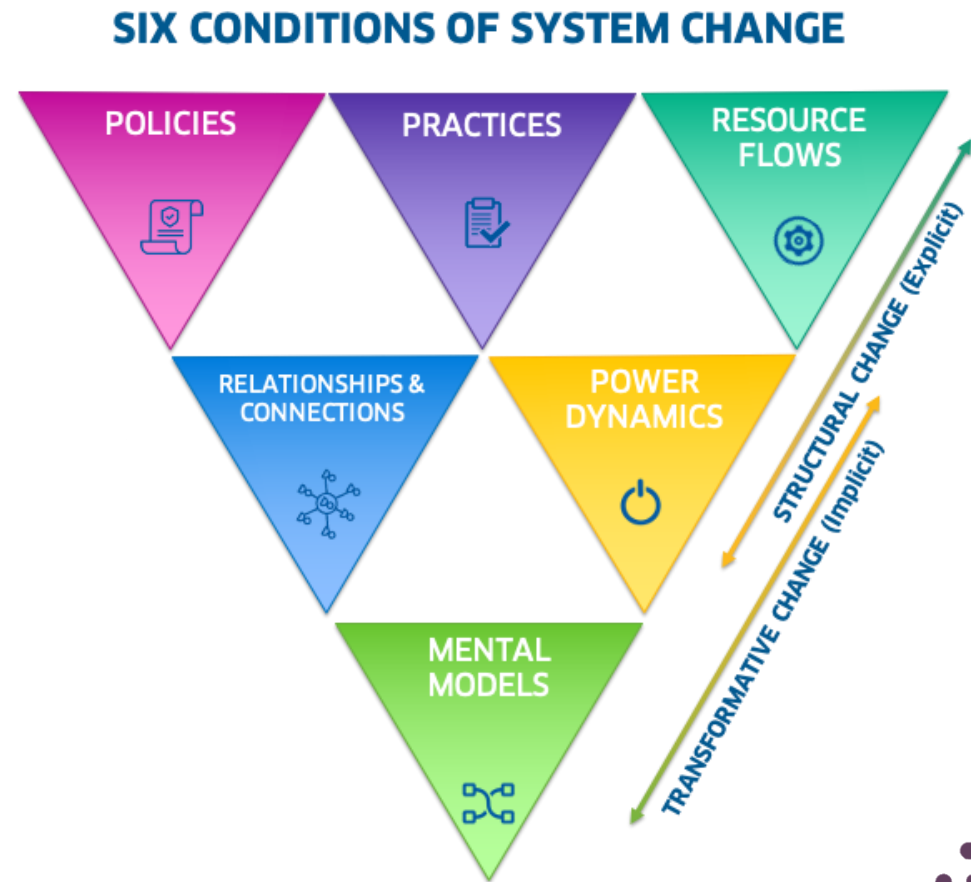 SIX CONDITIONS OF SYSTEM CHANGE
POLICIES
PRACTICES
RESOURCE
FLOWS
RELATIONSHIPS &
CONNECTIONS
POWER
DYNAMICS
MENTAL
MODELS
STRUCTURAL CHANGE (Explicit)
TRANSFORMATIVE CHANGE (Implicit)